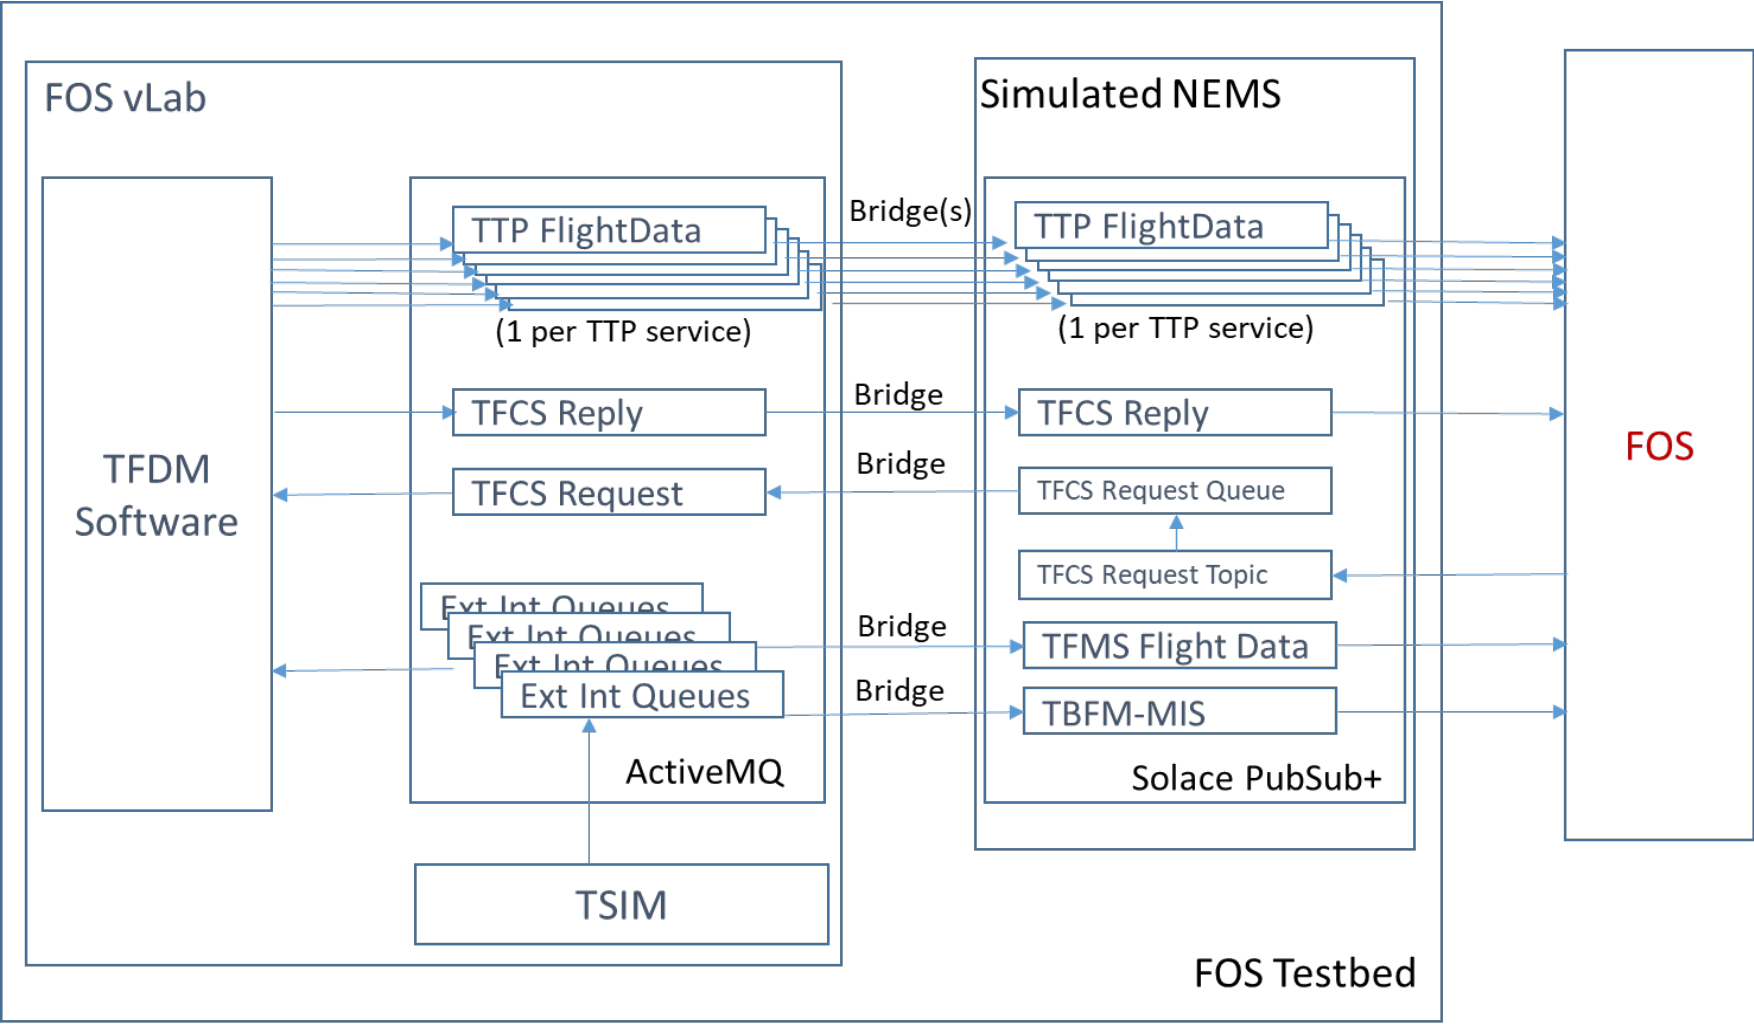 FOS vLab
Simulated NEMS
TTP FlightData
Bridge(s)
TTP FlightData
(1 per TTP service)
(1 per TTP service)
TFCS Reply
Bridge
TFCS Reply
FOS
TFDM
Software
TFCS Request
Bridge
TFCS Request Queue
TFCS Request Topic
Ext Int Queues
Ext Int Queues
Ext Int Queues
Ext Int Queues
Bridge
TFMS Flight Data
Bridge
TBFM-MIS
ActiveMQ
Solace PubSub+
TSIM
FOS Testbed